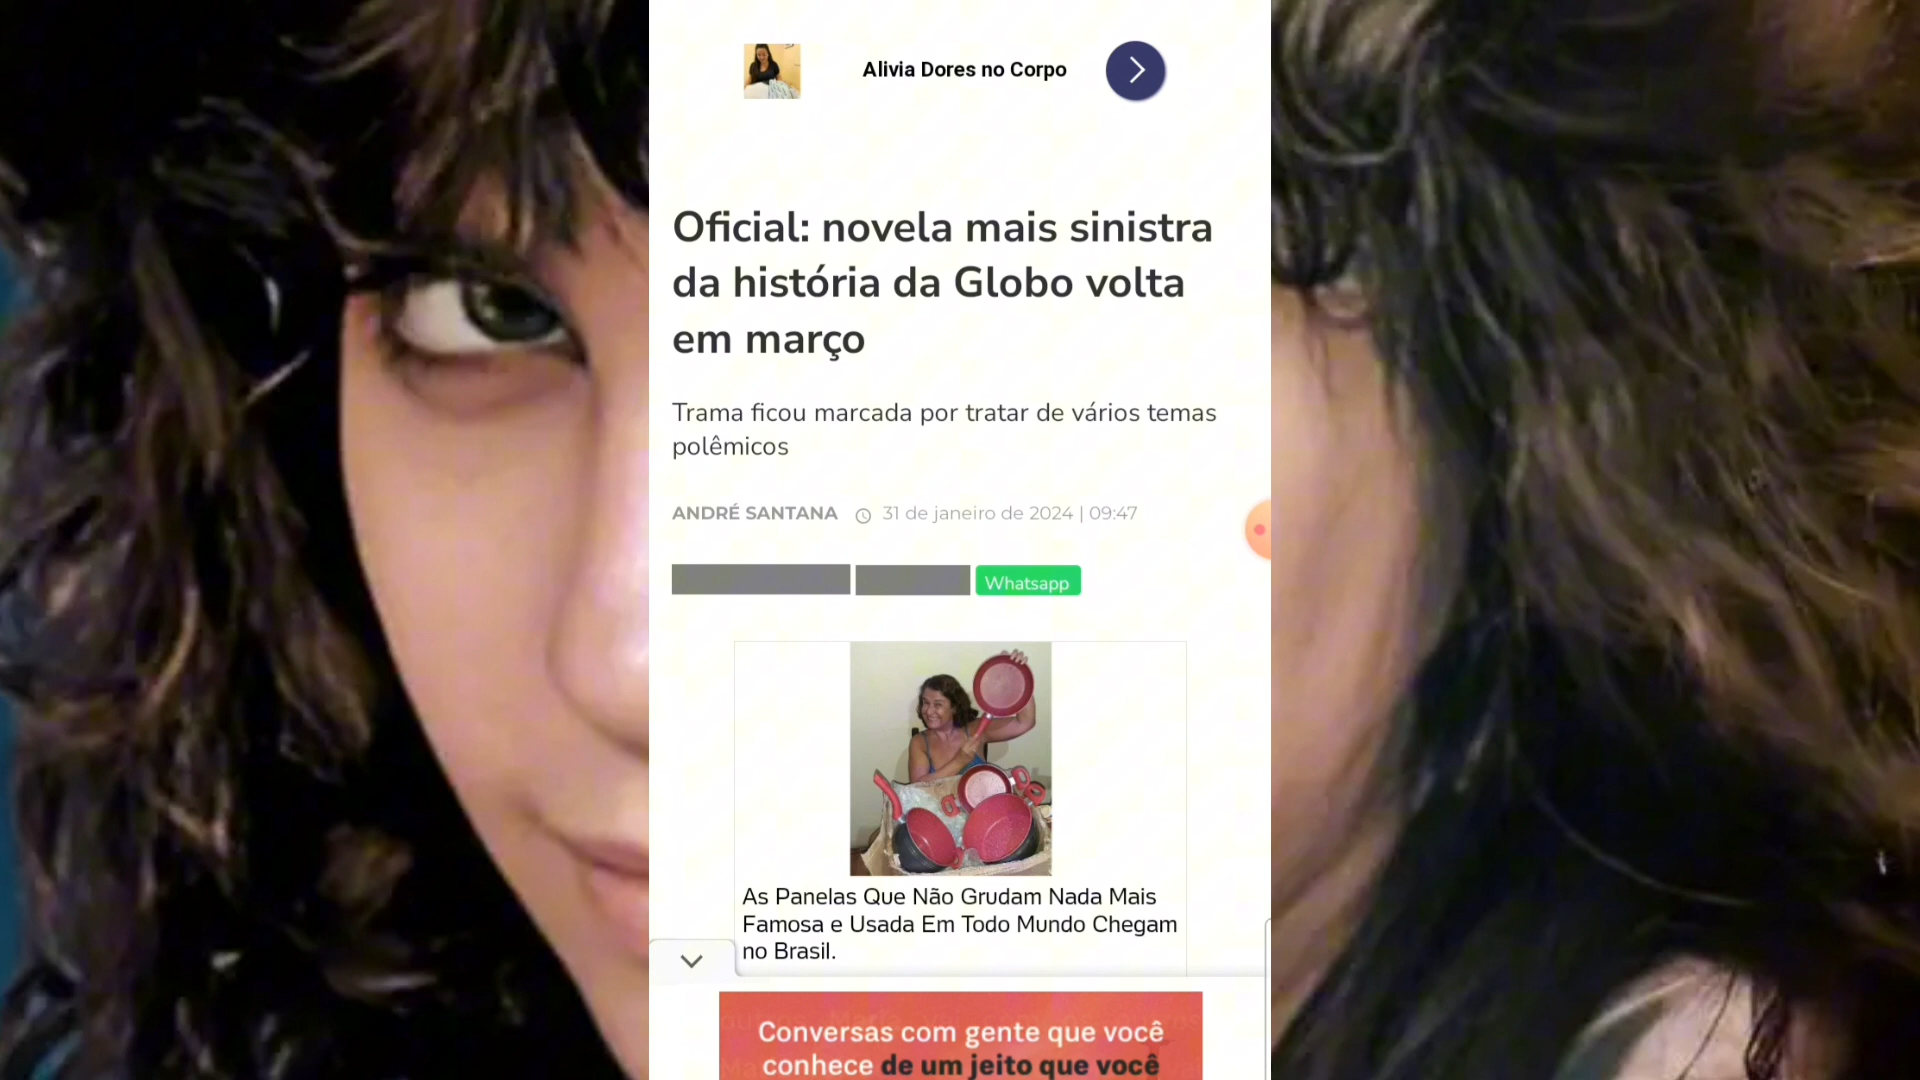 Alivia Dores no Corpo
Oficial: novela mais sinistra
da história da Globo volta
em março
Trama ficou marcada por tratar de vários temas
polêmicos
ANDRÉ SANTANA 31 de janeiro de 2024 | 09:47
Whatsapp
As Panelas Que Não Grudam Nada Mais
Famosa e Usada Em Todo Mundo Chegam
no Brasil.
Conversas com gente que você
conhece de um jeito que você